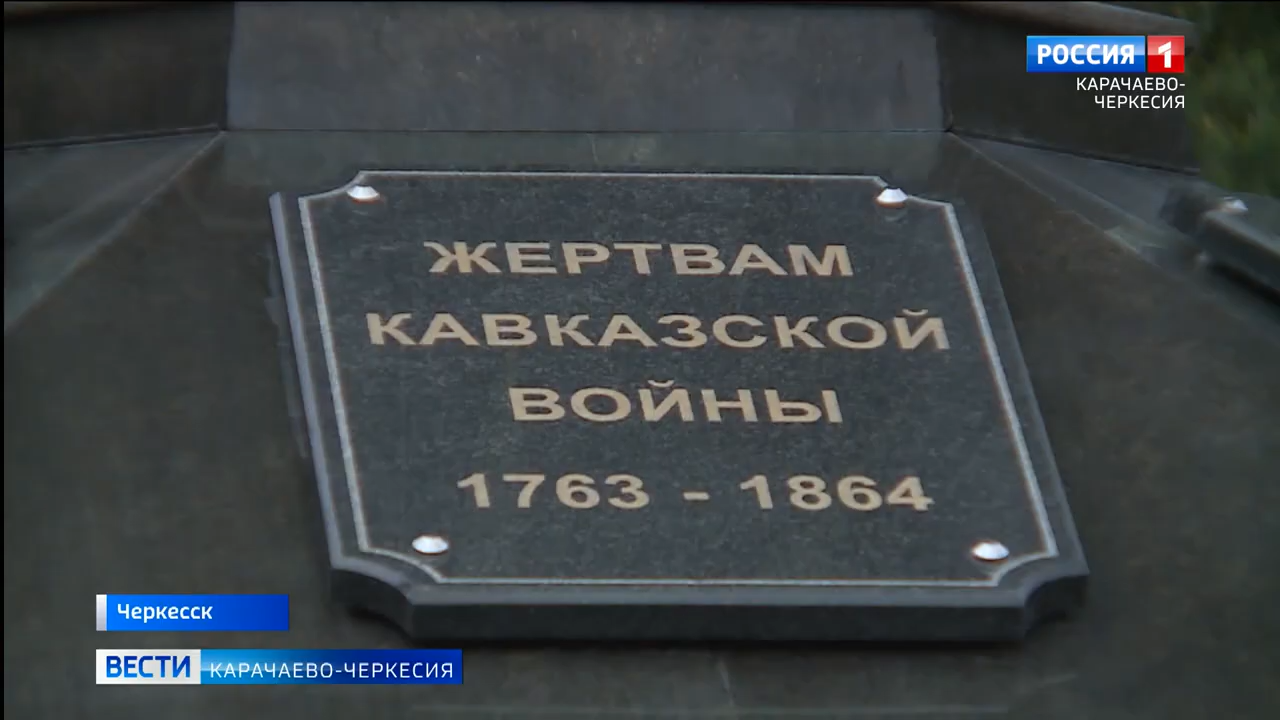 РОССИЯ 1
КАРАЧАЕВО-
ЧЕРКЕСИЯ
ЖЕРТВАМ
КАВКАЗСКОЙ
ВОЙНЫ
1763 - 1864
Черкесск
ВЕСТИ КАРАЧАЕВО-ЧЕРКЕСИЯ